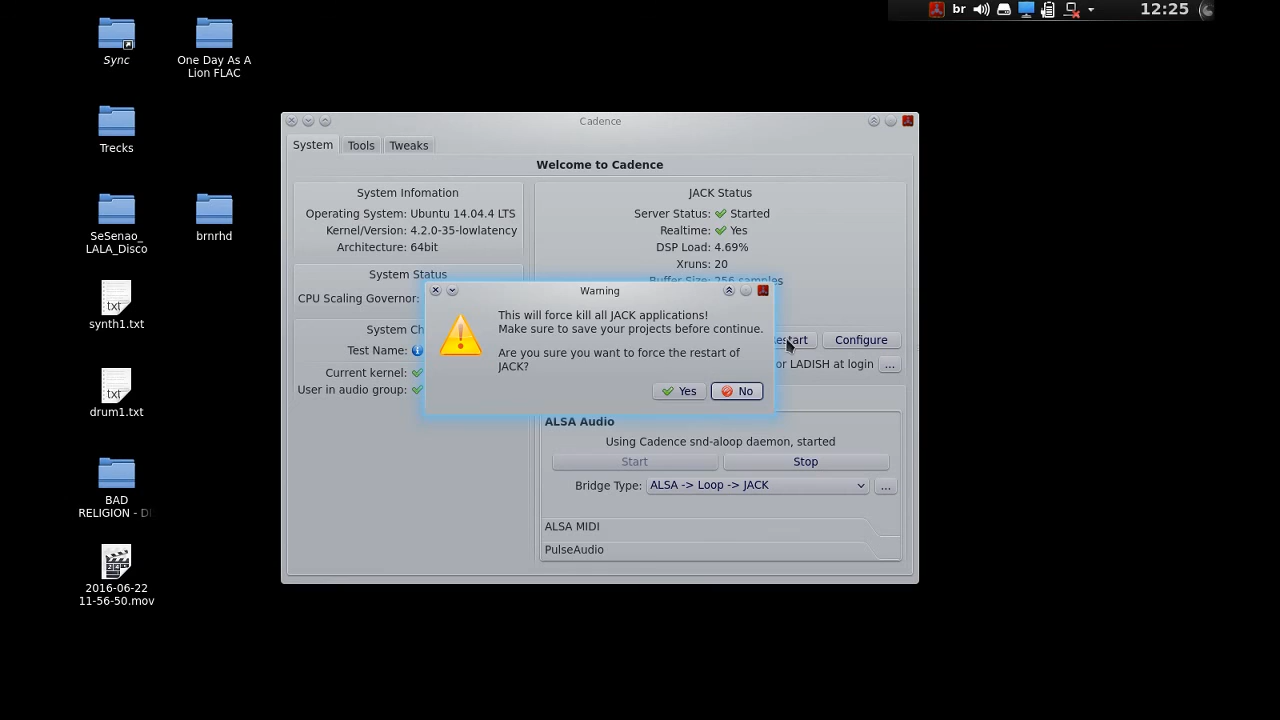 br
12:25
Sync
One Day As A
Lion FLAC
Trecks
SeSenao_
LALA_Disco
brnrhd
txt
synth1.txt
txt
drum1.txt
BAD
RELIGION - D
2016-06-22
11-56-50.mov
Cadence
System
Tools
Tweaks
Welcome to Cadence
System Infomation
Operating System: Ubuntu 14.04.4 LTS
Kernel/Version: 4.2.0-35-lowlatency
Architecture: 64bit
System Status
CPU Scaling Governor:
System Ch
Test Name:
Current kernel:
User in audio group:
JACK Status
Server Status: Started
Realtime: Yes
DSP Load: 4.69%
Xruns: 20
Buffer Size: 256 samples
estart
Configure
or LADISH at login
...
Warning
This will force kill all JACK applications!
Make sure to save your projects before continue.
Are you sure you want to force the restart of
JACK?
Yes
No
ALSA Audio
Using Cadence snd-aloop daemon, started
Start
Stop
Bridge Type: ALSA -> Loop -> JACK
...
ALSA MIDI
PulseAudio